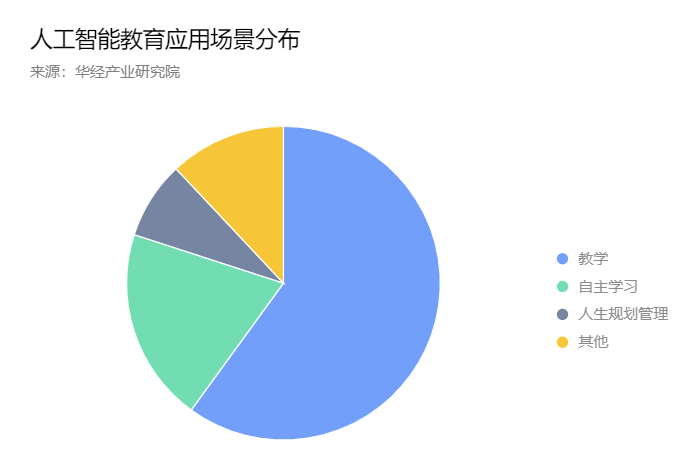 人工智能教育应用场景分布
来源：华经产业研究院
教学
自主学习
人生规划管理
其他